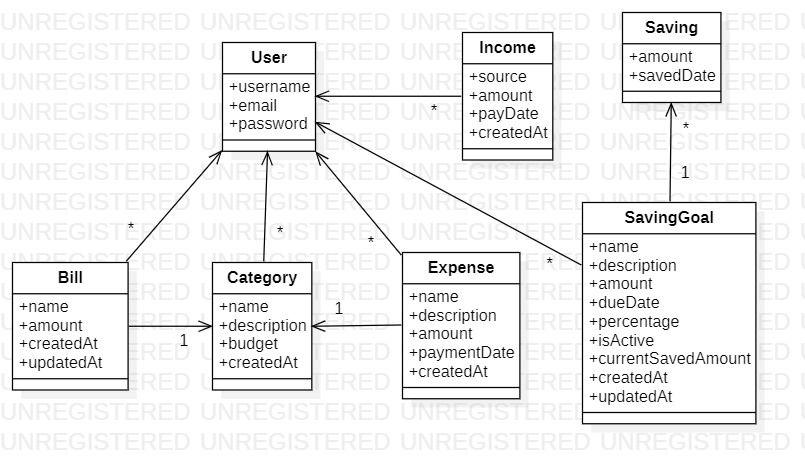 User
+username
+email
+password
Income
+source
+amount
+payDate
+createdAt
Saving
+amount
+savedDate
*
*
1
*
*
*
*
SavingGoal
+name
+description
+amount
+dueDate
+percentage
+isActive
+currentSavedAmount
+createdAt
+updatedAt
Bill
+name
+amount
+createdAt
+updatedAt
1
Category
+name
+description
+budget
+createdAt
1
Expense
+name
+description
+amount
+paymentDate
+createdAt
UNREGISTERED UNREGISTERED UNREGISTERED UNREGISTERED